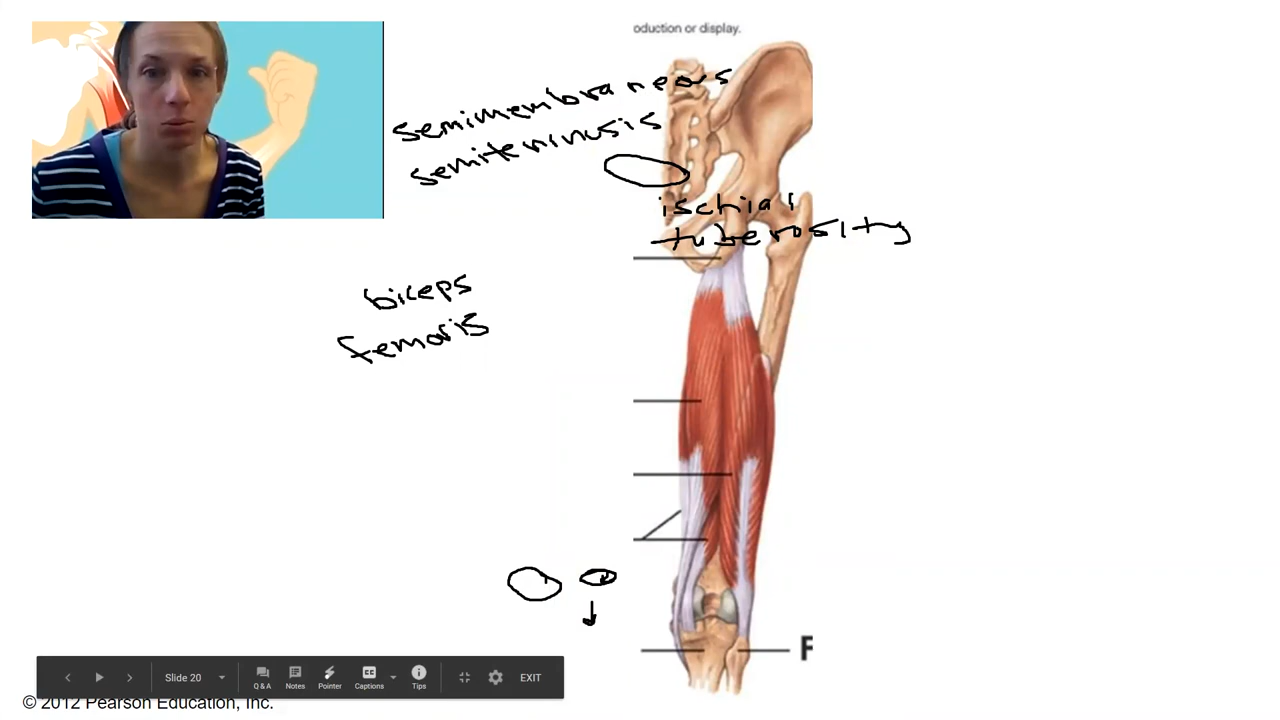 oduction or display.
semimembraneous
semiteninusis
ischial
tuberosity
biceps
femoris
F
Slide 20
Q & A
Notes
Pointer
Captions
Tips
EXIT
© 2012 Pearson Education, Inc.